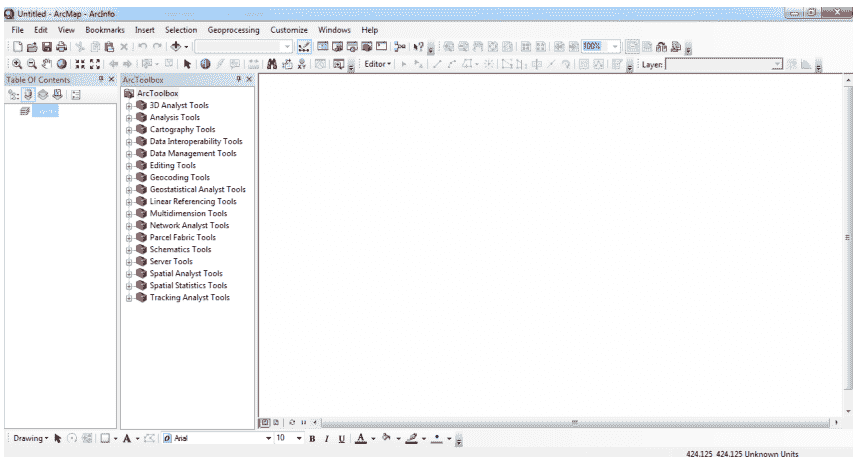 Untitled - ArcMap - ArcInfo
File Edit View Bookmarks Insert Selection Geoprocessing Customize Windows Help
100%
Editor Layer:
Table Of Contents
ArcToolbox
ArcToolbox
3D Analyst Tools
Analysis Tools
Cartography Tools
Data Interoperability Tools
Data Management Tools
Editing Tools
Geocoding Tools
Geostatistical Analyst Tools
Linear Referencing Tools
Multidimension Tools
Network Analyst Tools
Parcel Fabric Tools
Schematics Tools
Server Tools
Spatial Analyst Tools
Spatial Statistics Tools
Tracking Analyst Tools
Drawing A Arial 10 B I U A
424.125 424.125 Unknown Units